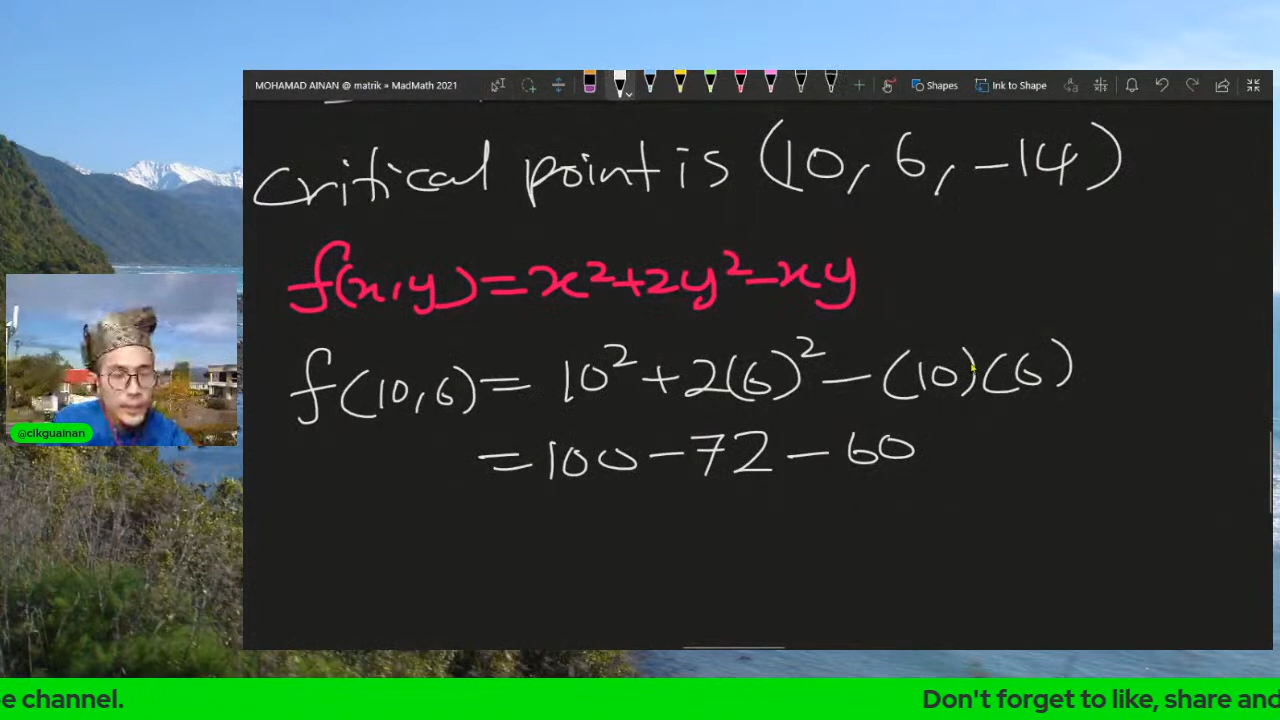 MOHAMAD AINAN @ matrik » MadMath 2021
Shapes
Ink to Shape
critical point is (10, 6, -14)
f(x,y)=x²+2y²-xy
f(10,6)= 10²+2(6)²-(10)(6)
=100-72-60
@cikguainan
e channel.
Don't forget to like, share and